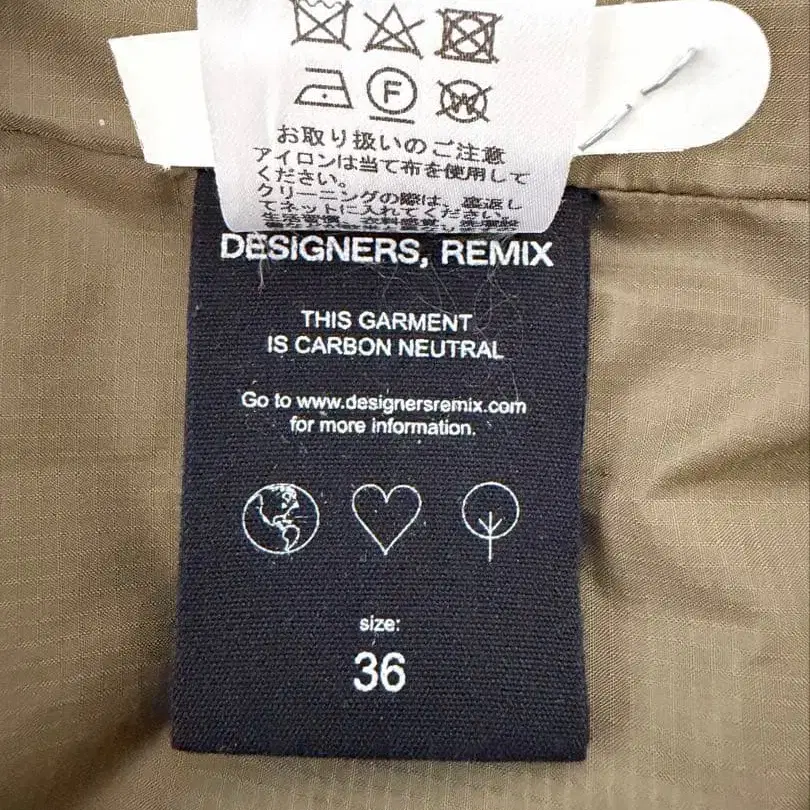 F
W
お取り扱いのご注意
アイロンは当て布を使用して
ください。
クリーニングの際は、裏返し
てネットに入れてください。
DESIGNERS, REMIX
THIS GARMENT
IS CARBON NEUTRAL
Go to www.designersremix.com
for more information.
size:
36